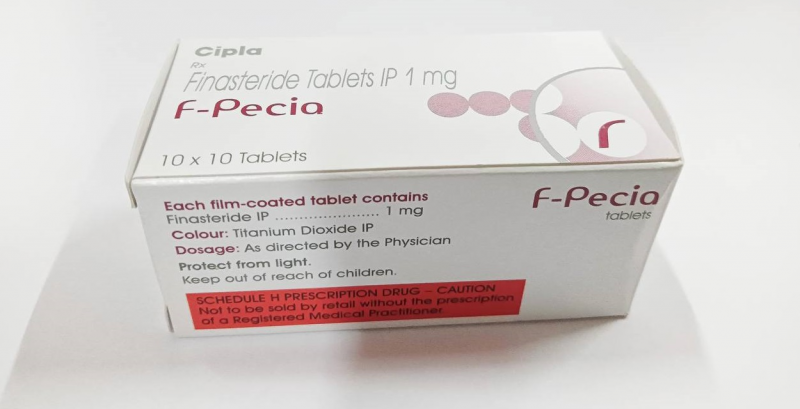 Cipla
Rx
Finasteride Tablets IP 1 mg
F-Pecia
10 x 10 Tablets
r
Each film-coated tablet contains
Finasteride IP ...................... 1 mg
Colour: Titanium Dioxide IP
Dosage: As directed by the Physician
Protect from light.
Keep out of reach of children.
SCHEDULE H PRESCRIPTION DRUG – CAUTION
Not to be sold by retail without the prescription
of a Registered Medical Practitioner
F-Pecia
tablets